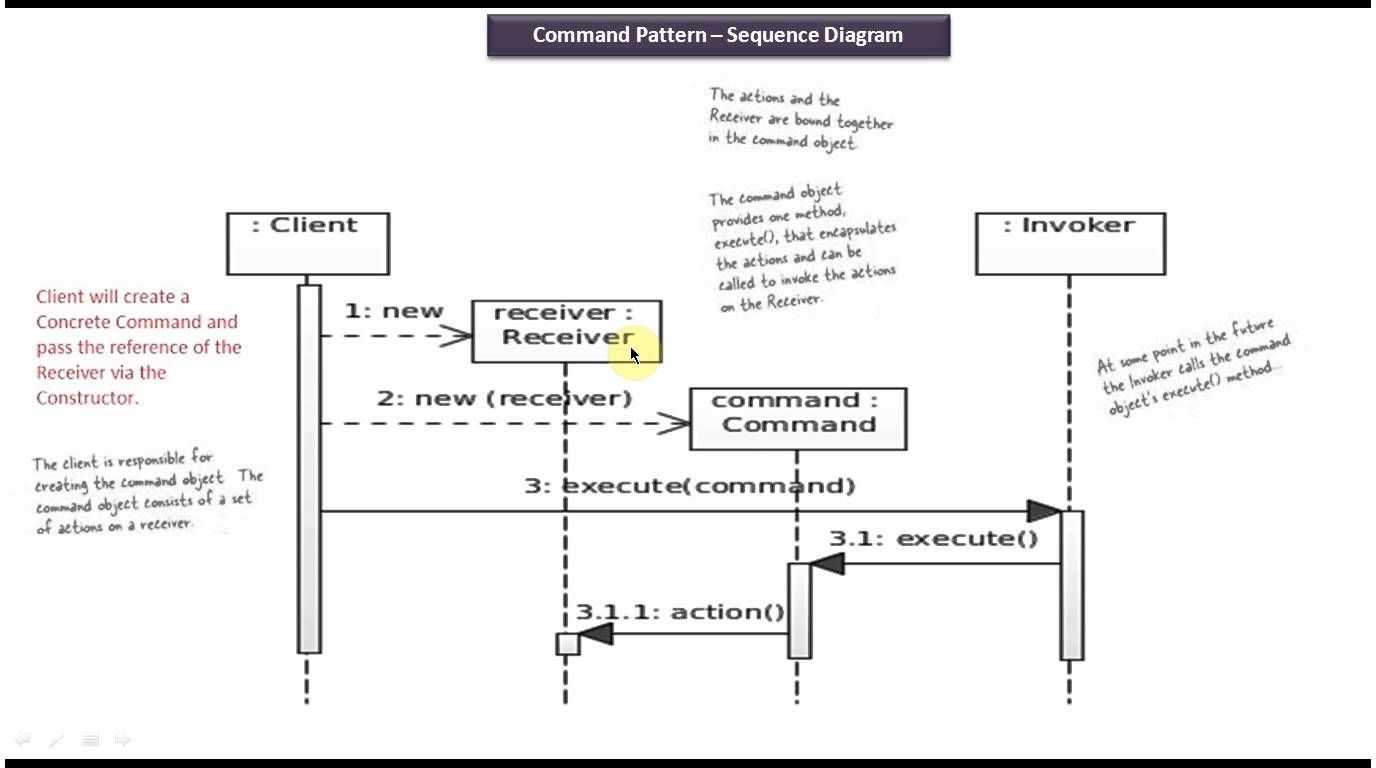 Command Pattern – Sequence Diagram
The actions and the
Receiver are bound together
in the command object.
The command object
provides one method,
execute(), that encapsulates
the actions and can be
called to invoke the actions
on the Receiver.
: Client
: Invoker
Client will create a
Concrete Command and
pass the reference of the
Receiver via the
Constructor.
1: new
receiver :
Receiver
At some point in the future
the Invoker calls the command
object's execute() method.
2: new (receiver)
command :
Command
The client is responsible for
creating the command object. The
command object consists of a set
of actions on a receiver.
3: execute(command)
3.1: execute()
3.1.1: action()